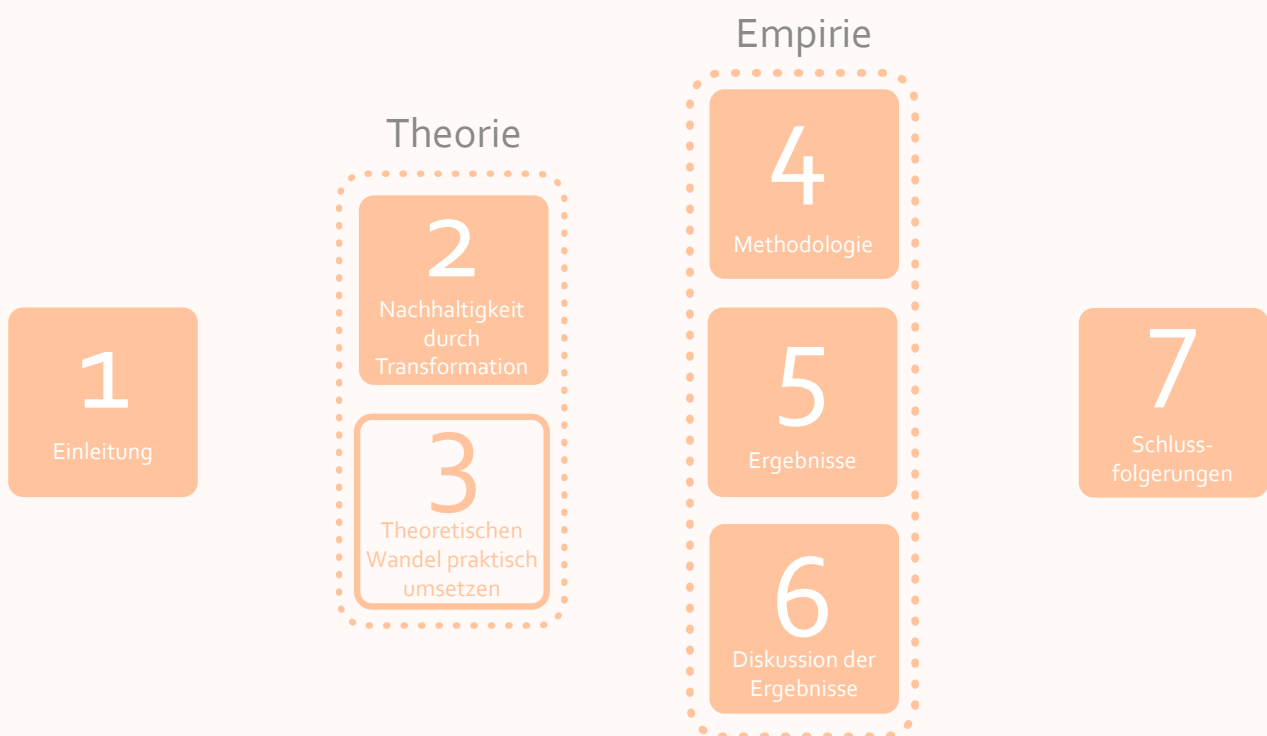 1
Einleitung
Theorie
2
Nachhaltigkeit
durch
Transformation
3
Theoretischen
Wandel praktisch
umsetzen
Empirie
4
Methodologie
5
Ergebnisse
6
Diskussion der
Ergebnisse
7
Schluss-
folgerungen